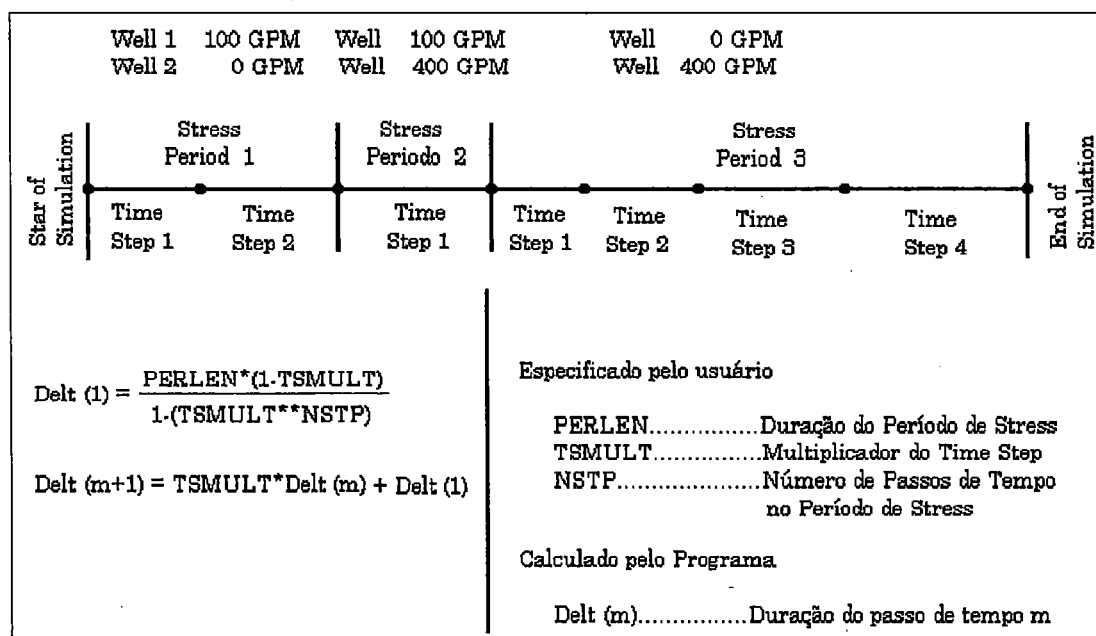 Well 1 100 GPM Well 100 GPM Well 0 GPM
Well 2 0 GPM Well 400 GPM Well 400 GPM
Star of
Simulation
Stress
Period 1
Stress
Periodo 2
Stress
Period 3
End of
Simulation
Time
Step 1
Time
Step 2
Time
Step 1
Time
Step 1
Time
Step 2
Time
Step 3
Time
Step 4
Delt (1) = PERLEN*(1-TSMULT)
1-(TSMULT**NSTP)
Delt (m+1) = TSMULT*Delt (m) + Delt (1)
Especificado pelo usuário
PERLEN................Duração do Período de Stress
TSMULT...............Multiplicador do Time Step
NSTP....................Número de Passos de Tempo
no Período de Stress
Calculado pelo Programa
Delt (m)................Duração do passo de tempo m